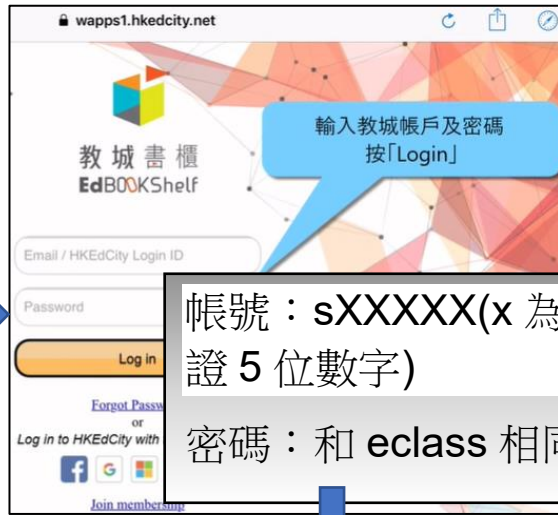 wapps1.hkedcity.net
教城書櫃
EdBOOKShelf
輸入教城帳戶及密碼
按「Login」
Email / HKEdCity Login ID
Password
帳號：sXXXXX(x 為
證 5 位數字)
Log in
Forgot Passw
or
Log in to HKEdCity with
密碼：和 eclass 相同
Join membership